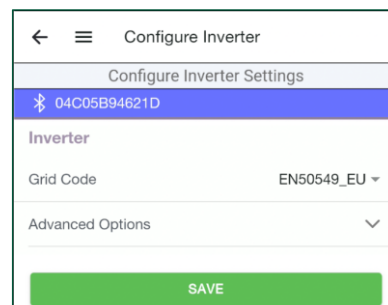 Configure Inverter
Configure Inverter Settings
04C05B94621D
Inverter
Grid Code EN50549_EU
Advanced Options
SAVE